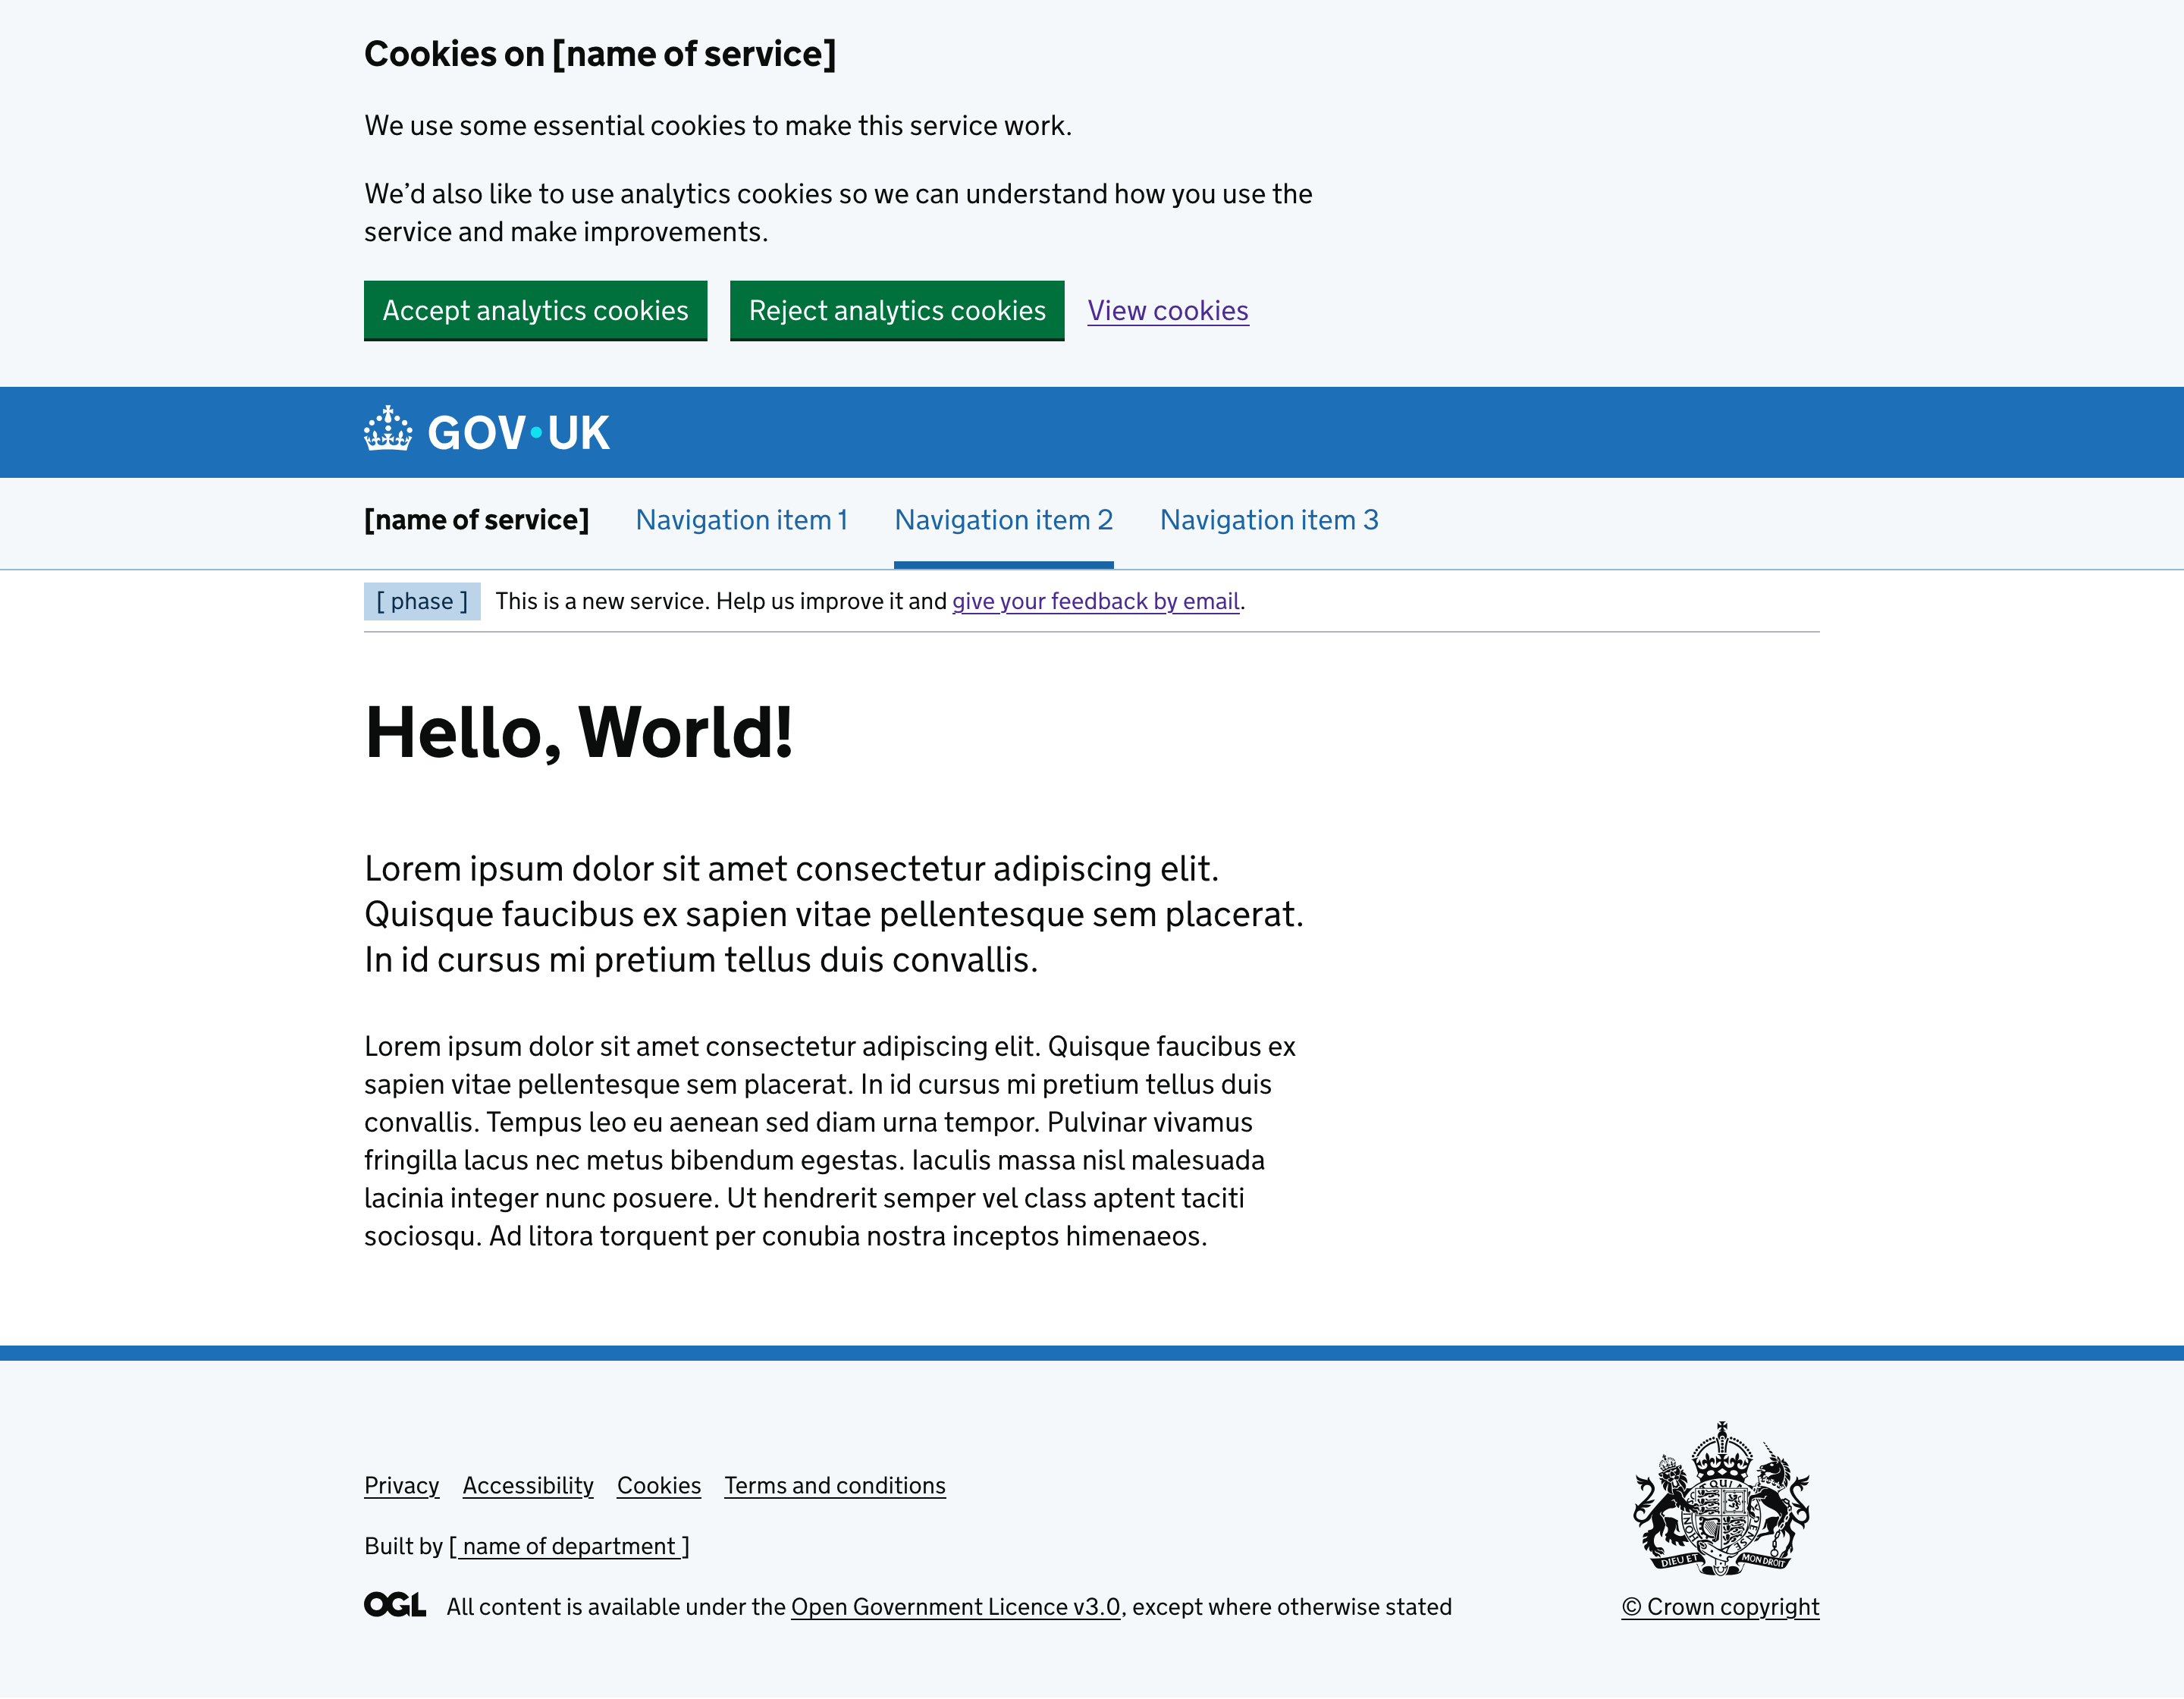 Cookies on [name of service]
We use some essential cookies to make this service work.
We’d also like to use analytics cookies so we can understand how you use the
service and make improvements.
Accept analytics cookies Reject analytics cookies View cookies
GOV·UK
[name of service] Navigation item 1 Navigation item 2 Navigation item 3
[ phase ] This is a new service. Help us improve it and give your feedback by email.
Hello, World!
Lorem ipsum dolor sit amet consectetur adipiscing elit.
Quisque faucibus ex sapien vitae pellentesque sem placerat.
In id cursus mi pretium tellus duis convallis.
Lorem ipsum dolor sit amet consectetur adipiscing elit. Quisque faucibus ex
sapien vitae pellentesque sem placerat. In id cursus mi pretium tellus duis
convallis. Tempus leo eu aenean sed diam urna tempor. Pulvinar vivamus
fringilla lacus nec metus bibendum egestas. Iaculis massa nisl malesuada
lacinia integer nunc posuere. Ut hendrerit semper vel class aptent taciti
sociosqu. Ad litora torquent per conubia nostra inceptos himenaeos.
Privacy Accessibility Cookies Terms and conditions
Built by [ name of department ]
DIEU ET MON DROIT
OGL All content is available under the Open Government Licence v3.0, except where otherwise stated
© Crown copyright